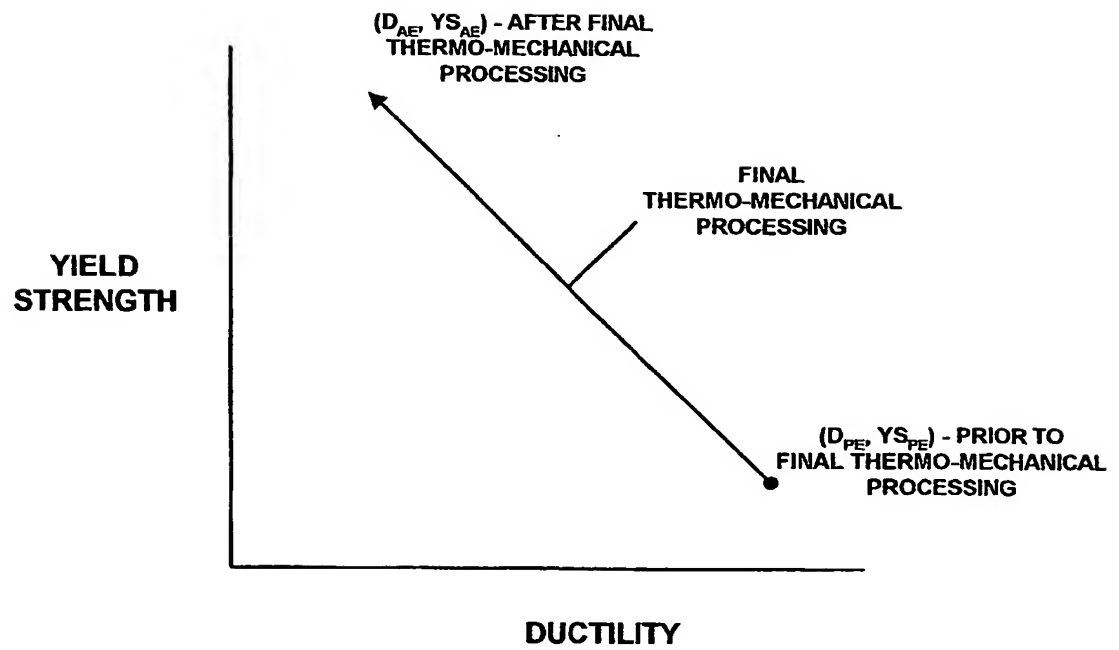 (D_AE, YS_AE) - AFTER FINAL
THERMO-MECHANICAL
PROCESSING
FINAL
THERMO-MECHANICAL
PROCESSING
YIELD
STRENGTH
(D_PE, YS_PE) - PRIOR TO
FINAL THERMO-MECHANICAL
PROCESSING
DUCTILITY